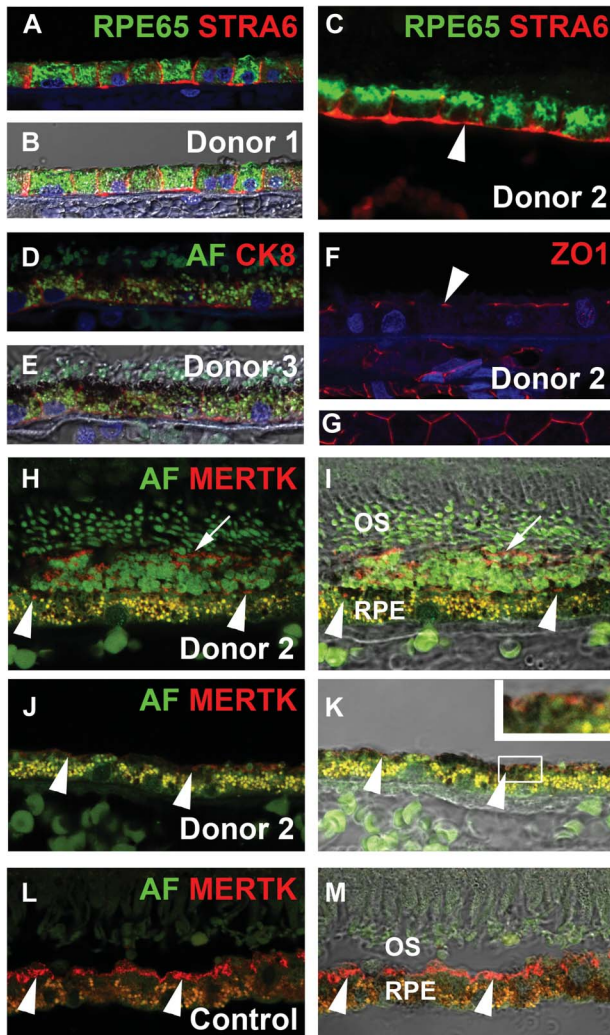 A RPE65 STRA6
B Donor 1
C RPE65 STRA6
Donor 2
D AF CK8
E Donor 3
F ZO1
Donor 2
G
H AF MERTK
Donor 2
I OS
RPE
J AF MERTK
Donor 2
K
L AF MERTK
Control
M OS
RPE